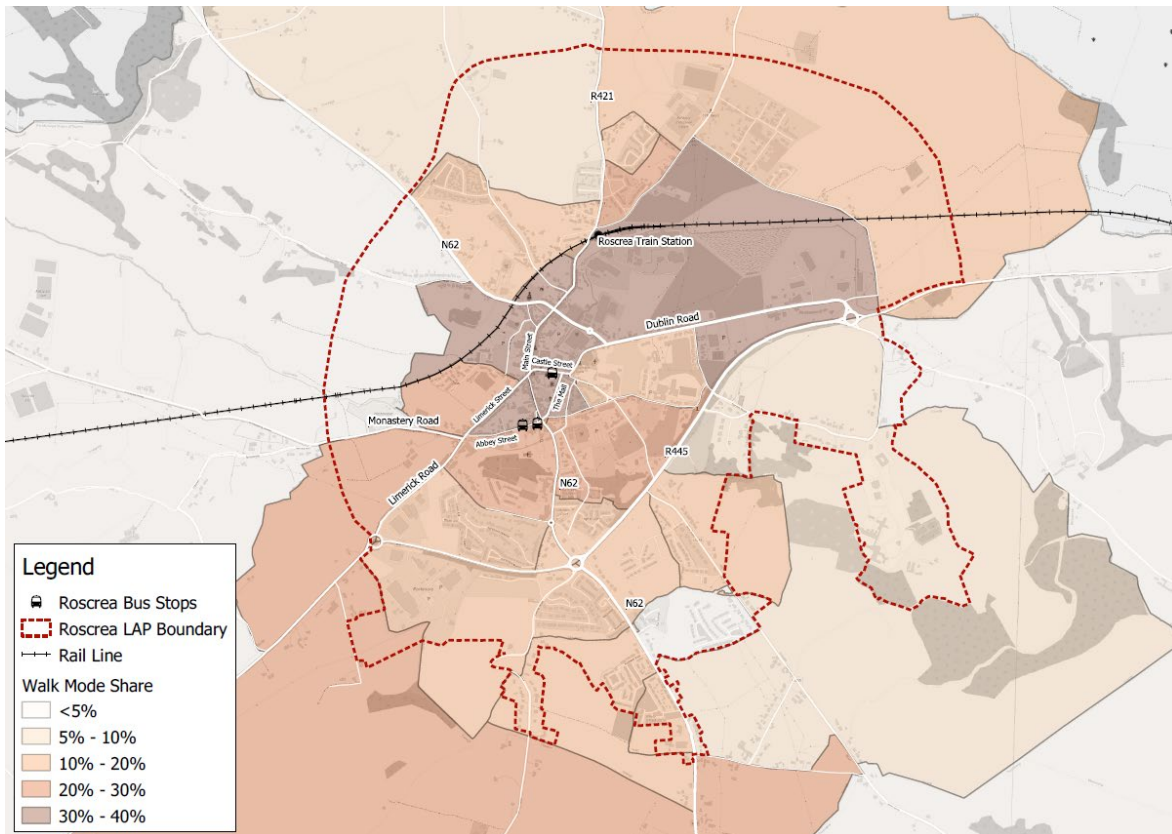 R421
Roscrea Train Station
N62
Dublin Road
Main Street
Castle Street
The Mall
Limerick Street
Monastery Road
Abbey Street
R445
Limerick Road
N62
N62
Legend
Roscrea Bus Stops
Roscrea LAP Boundary
Rail Line
Walk Mode Share
<5%
5% - 10%
10% - 20%
20% - 30%
30% - 40%